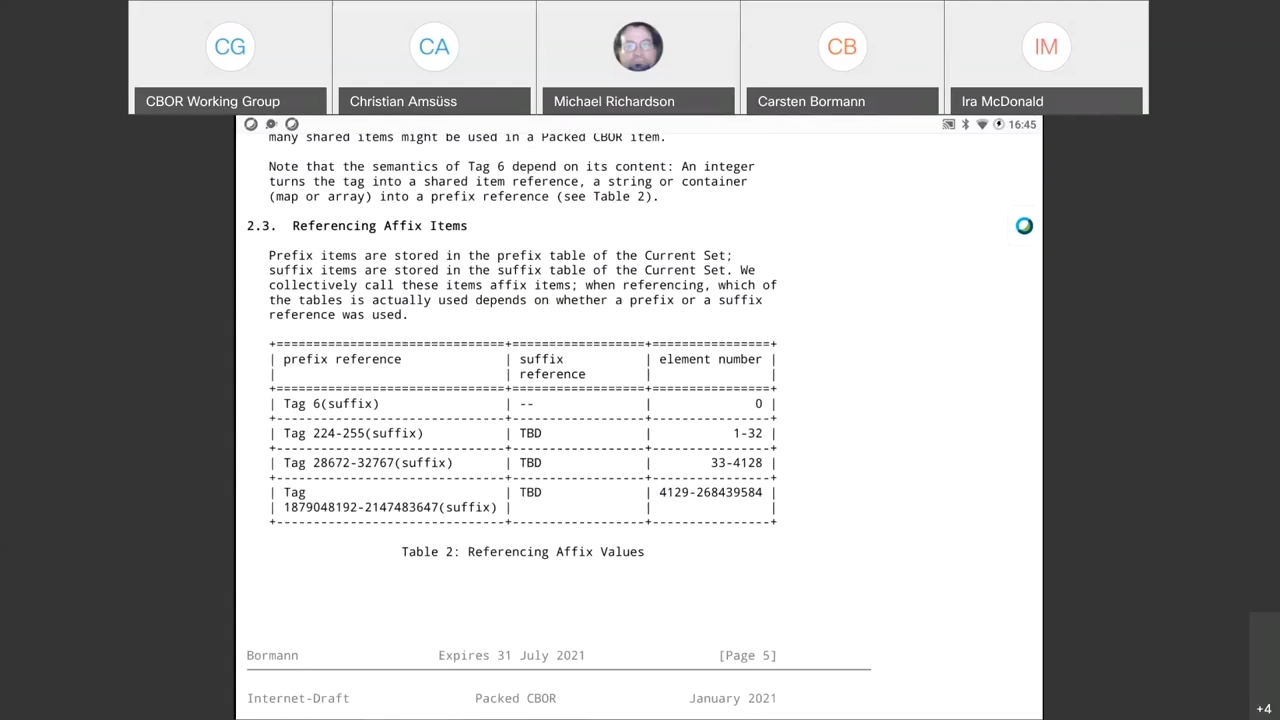 CG
CA
CB
IM
CBOR Working Group
Christian Amsüss
Michael Richardson
Carsten Bormann
Ira McDonald
16:45
many shared items might be used in a Packed CBOR item.
Note that the semantics of Tag 6 depend on its content: An integer
turns the tag into a shared item reference, a string or container
(map or array) into a prefix reference (see Table 2).
2.3. Referencing Affix Items
Prefix items are stored in the prefix table of the Current Set;
suffix items are stored in the suffix table of the Current Set. We
collectively call these items affix items; when referencing, which of
the tables is actually used depends on whether a prefix or a suffix
reference was used.
+==============================+==================+================+
| prefix reference | suffix | element number |
| | reference | |
+==============================+==================+================+
| Tag 6(suffix) | -- | 0 |
+------------------------------+------------------+----------------+
| Tag 224-255(suffix) | TBD | 1-32 |
+------------------------------+------------------+----------------+
| Tag 28672-32767(suffix) | TBD | 33-4128 |
+------------------------------+------------------+----------------+
| Tag | TBD | 4129-268439584 |
| 1879048192-2147483647(suffix) | | |
+------------------------------+------------------+----------------+
Table 2: Referencing Affix Values
Bormann Expires 31 July 2021 [Page 5]
Internet-Draft Packed CBOR January 2021
+4